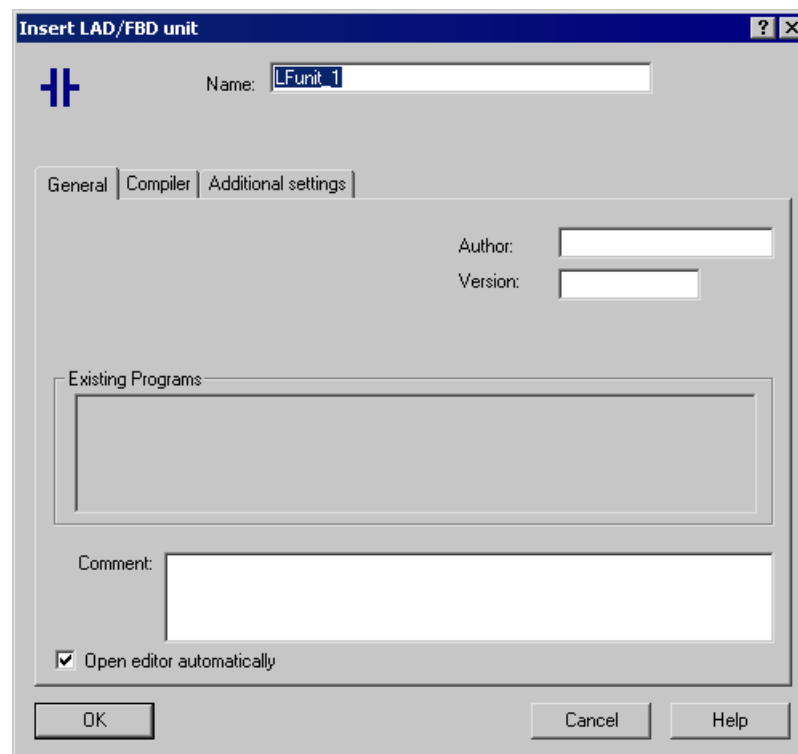 Insert LAD/FBD unit
Name: LFunit_1
General Compiler Additional settings
Author:
Version:
Existing Programs
Comment:
Open editor automatically
OK Cancel Help